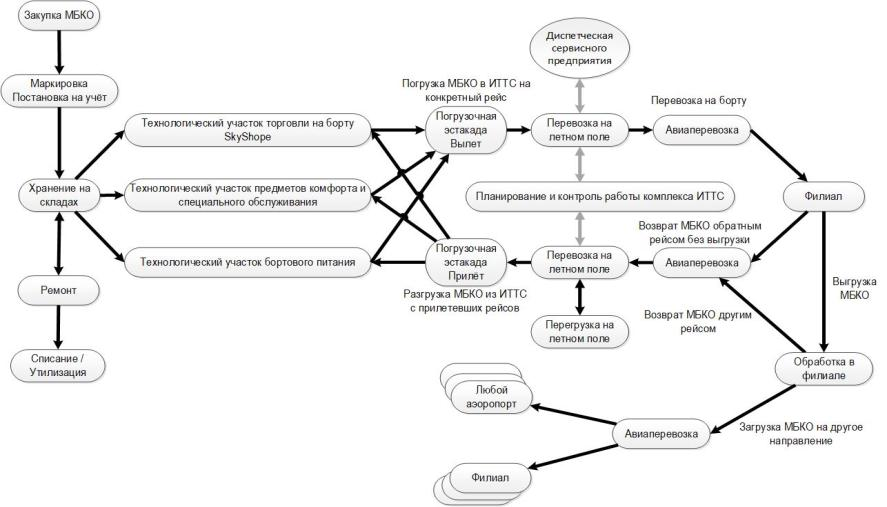 Закупка МБКО
Маркировка
Постановка на учёт
Хранение на
складах
Ремонт
Списание /
Утилизация
Технологический участок торговли на борту
SkyShope
Технологический участок предметов комфорта и
специального обслуживания
Технологический участок бортового питания
Погрузка МБКО в ИТТС на
конкретный рейс
Погрузочная
эстакада
Вылет
Погрузочная
эстакада
Прилёт
Разгрузка МБКО из ИТТС
с прилетевших рейсов
Диспетческая
сервисного
предприятия
Перевозка на
летном поле
Планирование и контроль работы комплекса ИТТС
Перевозка на
летном поле
Перегрузка на
летном поле
Перевозка на борту
Авиаперевозка
Филиал
Возврат МБКО обратным
рейсом без выгрузки
Авиаперевозка
Возврат МБКО другим
рейсом
Выгрузка
МБКО
Обработка в
филиале
Загрузка МБКО на другое
направление
Авиаперевозка
Любой
аэоропорт
Филиал